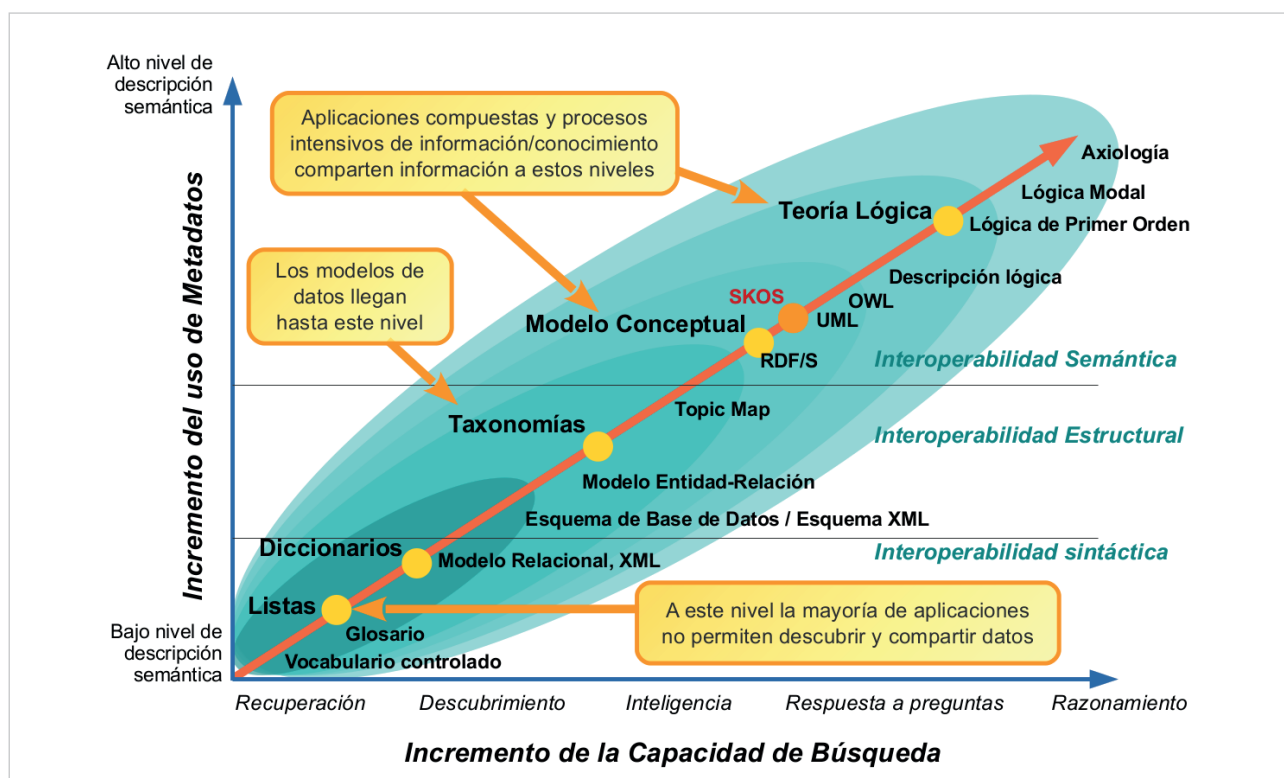 Alto nivel de
descripción
semántica
Aplicaciones compuestas y procesos
intensivos de información/conocimiento
comparten información a estos niveles
Axiología
Lógica Modal
Teoría Lógica
Lógica de Primer Orden
Los modelos de
datos llegan
hasta este nivel
Descripción lógica
SKOS
OWL
Modelo Conceptual
UML
RDF/S
Interoperabilidad Semántica
Topic Map
Taxonomías
Interoperabilidad Estructural
Modelo Entidad-Relación
Esquema de Base de Datos / Esquema XML
Diccionarios
Interoperabilidad sintáctica
Modelo Relacional, XML
Listas
Glosario
A este nivel la mayoría de aplicaciones
no permiten descubrir y compartir datos
Vocabulario controlado
Bajo nivel de
descripción
semántica
Incremento del uso de Metadatos
Recuperación
Descubrimiento
Inteligencia
Respuesta a preguntas
Razonamiento
Incremento de la Capacidad de Búsqueda